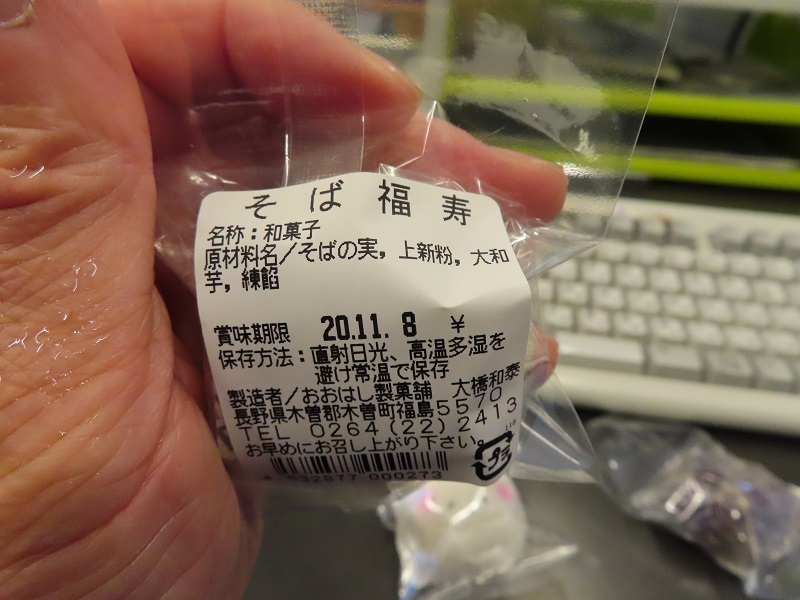 そば福寿
名称：和菓子
原材料名／そばの実，上新粉，大和
芋，練餡
賞味期限 20.11.8 ￥
保存方法：直射日光、高温多湿を
避け常温で保存
製造者／おおはし製菓舗 大橋和泰
長野県木曽郡木曽町福島5570
TEL 0264(22)2413
お早めにお召し上がり下さい。
プラ
000273